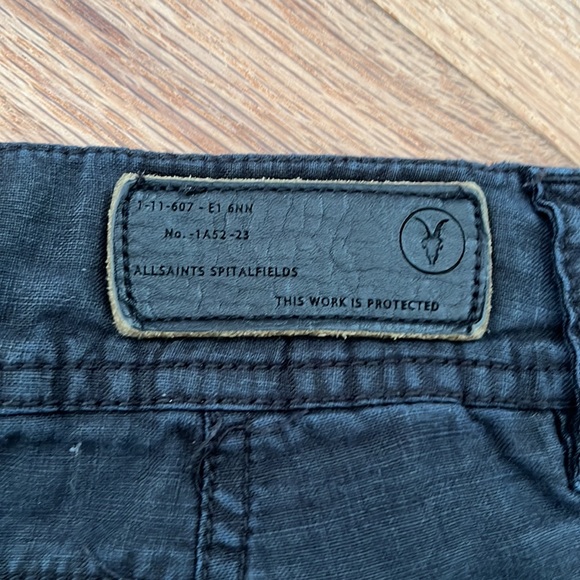 1-11-607 - E1 6NN
No. -1A52-23
ALLSAINTS SPITALFIELDS
THIS WORK IS PROTECTED